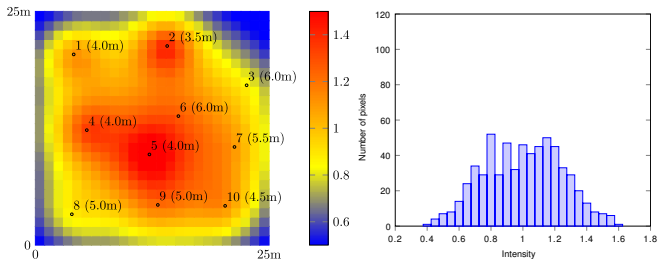 25m
1 (4.0m)
2 (3.5m)
3 (6.0m)
4 (4.0m)
5 (4.0m)
6 (6.0m)
7 (5.5m)
8 (5.0m)
9 (5.0m)
10 (4.5m)
0
25m
1.4
1.2
1
0.8
0.6
Number of pixels
120
100
80
60
40
20
0
0.2 0.4 0.6 0.8 1.0 1.2 1.4 1.6 1.8
Intensity